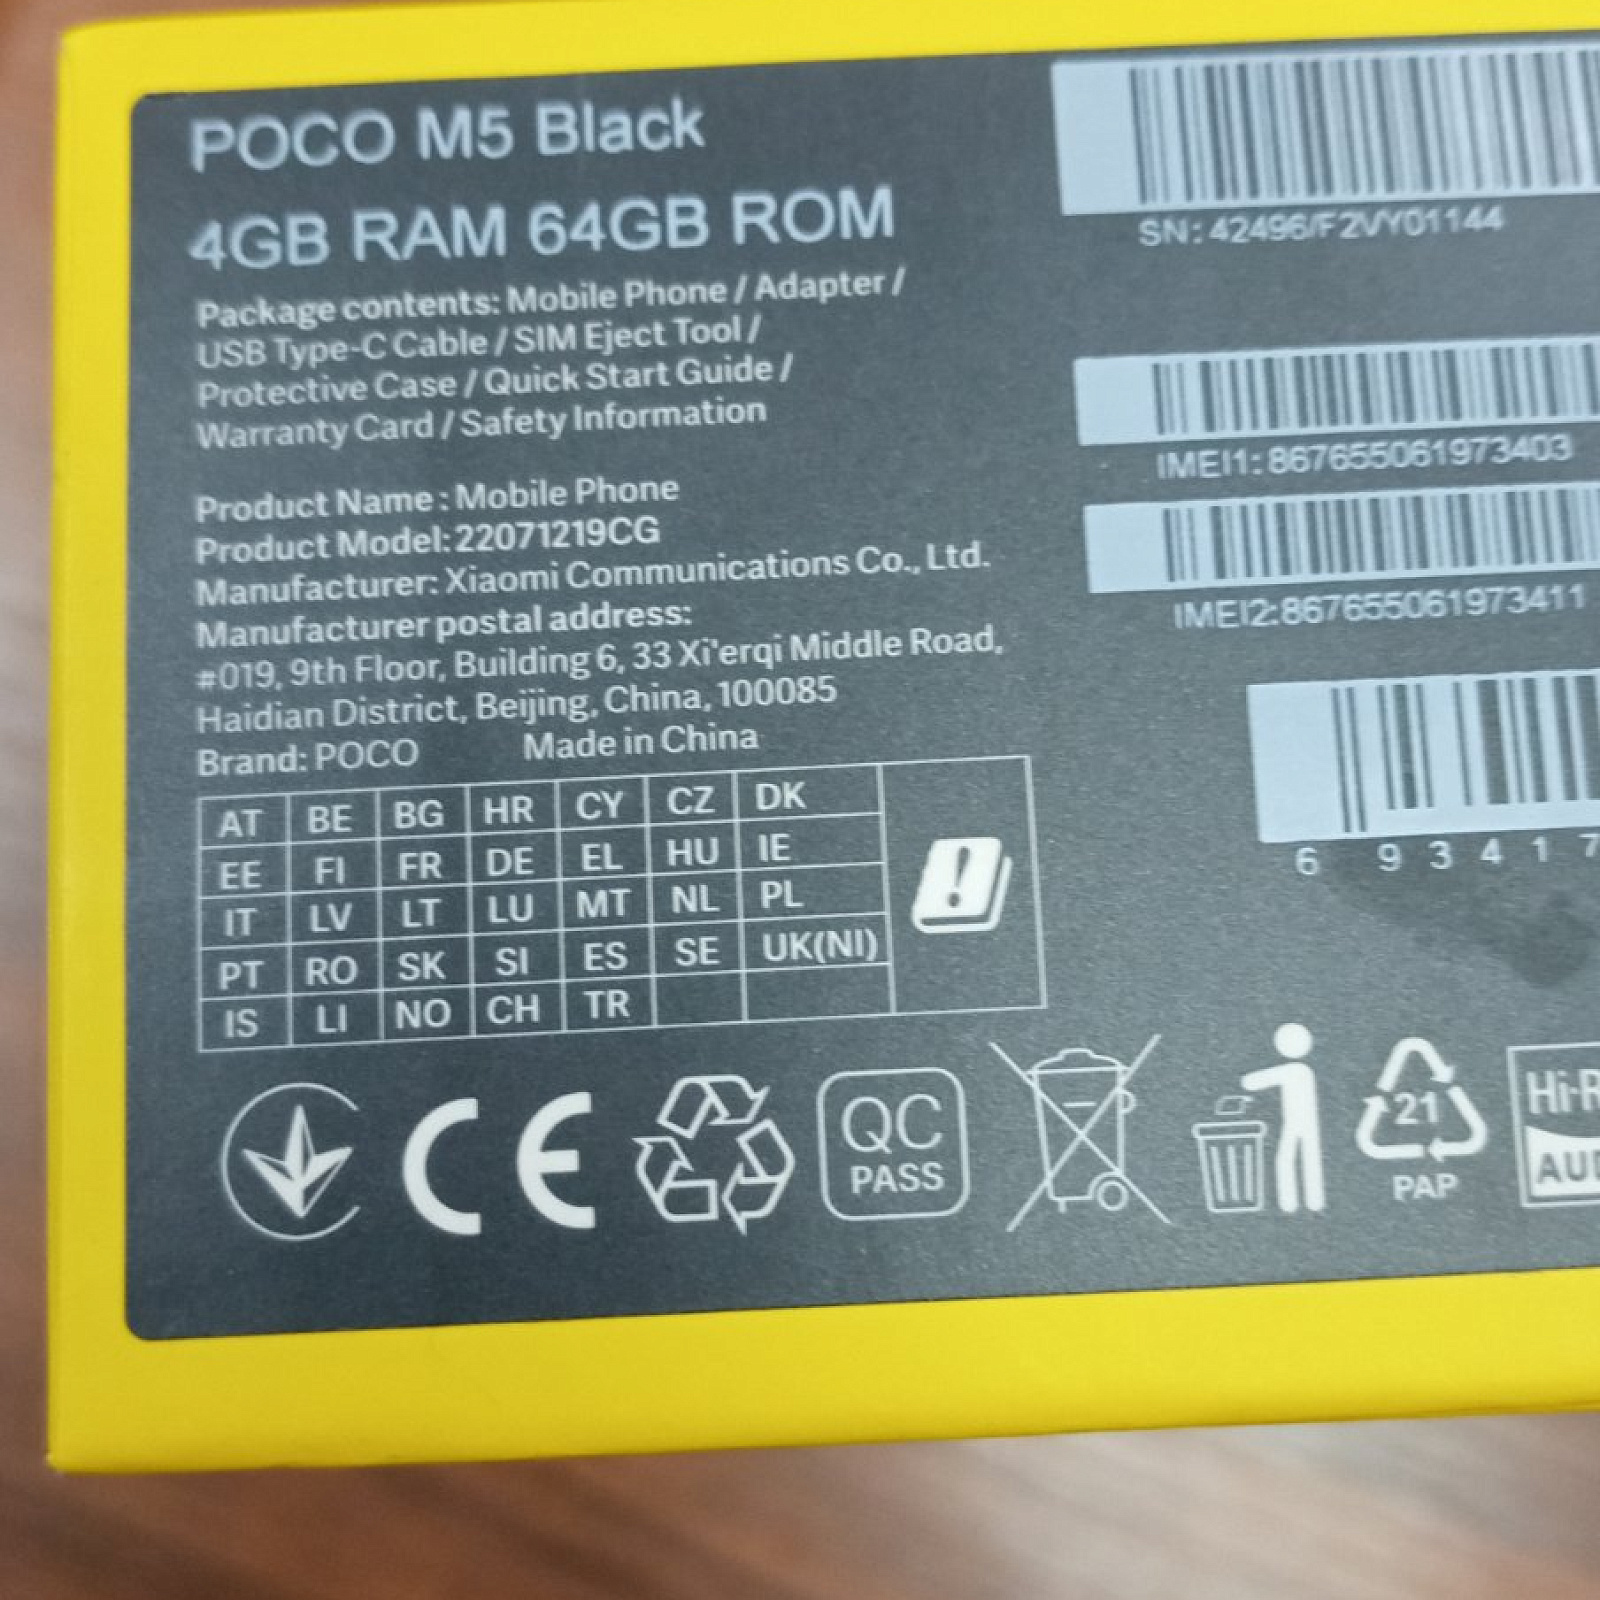 POCO M5 Black
4GB RAM 64GB ROM
Package contents: Mobile Phone / Adapter /
USB Type-C Cable / SIM Eject Tool /
Protective Case / Quick Start Guide /
Warranty Card / Safety Information
Product Name : Mobile Phone
Product Model: 22071219CG
Manufacturer: Xiaomi Communications Co., Ltd.
Manufacturer postal address:
#019, 9th Floor, Building 6, 33 Xi'erqi Middle Road,
Haidian District, Beijing, China, 100085
Brand: POCO Made in China
AT BE BG HR CY CZ DK
EE FI FR DE EL HU IE
IT LV LT LU MT NL PL
PT RO SK SI ES SE UK(NI)
IS LI NO CH TR
SN: 42496/F2VY01144
IMEI1: 867655061973403
IMEI2:867655061973411
6 93417
CE
QC
PASS
21
PAP
Hi-R
AUD